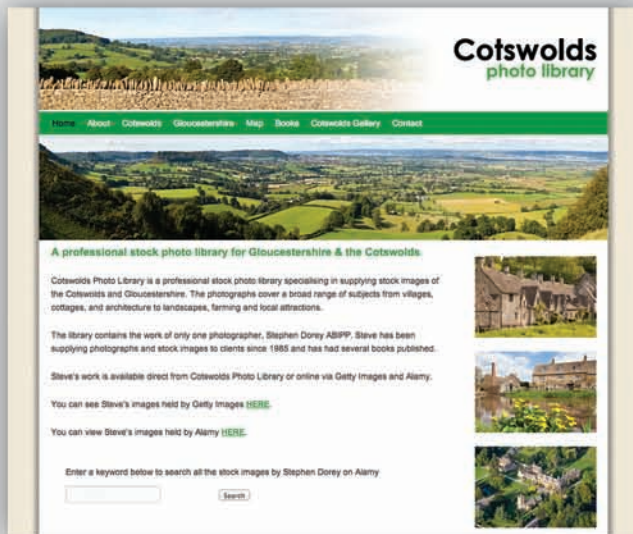 Cotswolds
photo library
Home About Cotswolds Gloucestershire Map Books Cotswolds Gallery Contact
A professional stock photo library for Gloucestershire & the Cotswolds
Cotswolds Photo Library is a professional stock photo library specialising in supplying stock images of
the Cotswolds and Gloucestershire. The photographs cover a broad range of subjects from villages,
cottages, and architecture to landscapes, farming and local attractions.
The library contains the work of only one photographer, Stephen Dorey ABIPP. Steve has been
supplying photographs and stock images to clients since 1985 and has had several books published.
Steve's work is available direct from Cotswolds Photo Library or online via Getty Images and Alamy.
You can see Steve's images held by Getty Images HERE.
You can view Steve's images held by Alamy HERE.
Enter a keyword below to search all the stock images by Stephen Dorey on Alamy
Search